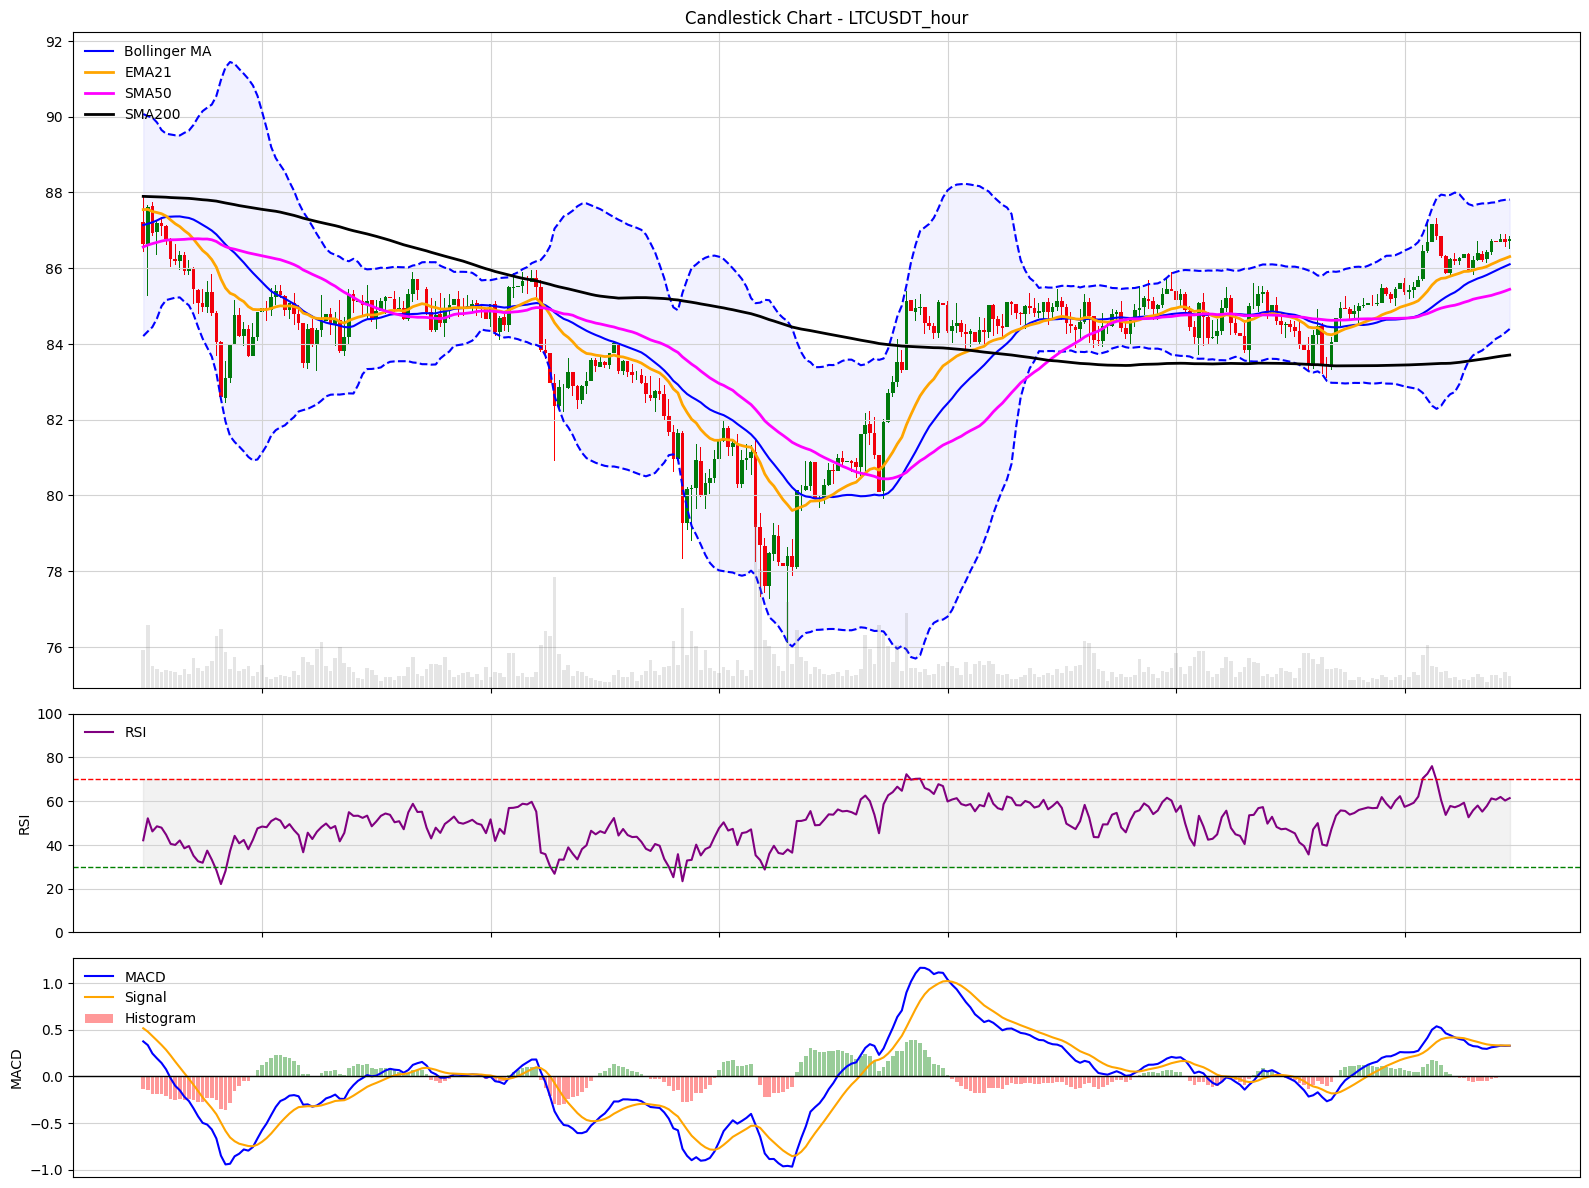 Candlestick Chart - LTCUSDT_hour
Bollinger MA
EMA21
SMA50
SMA200
92
90
88
86
84
82
80
78
76
RSI
RSI
100
80
60
40
20
0
MACD
Signal
Histogram
MACD
1.0
0.5
0.0
−0.5
−1.0